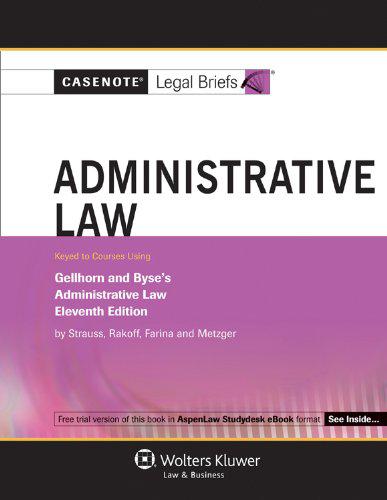 CASENOTE® Legal Briefs®
ADMINISTRATIVE
LAW
Keyed to Courses Using
Gellhorn and Byse's
Administrative Law
Eleventh Edition
by Strauss, Rakoff, Farina and Metzger
Free trial version of this book in AspenLaw Studydesk eBook format See Inside...
Wolters Kluwer
Law & Business